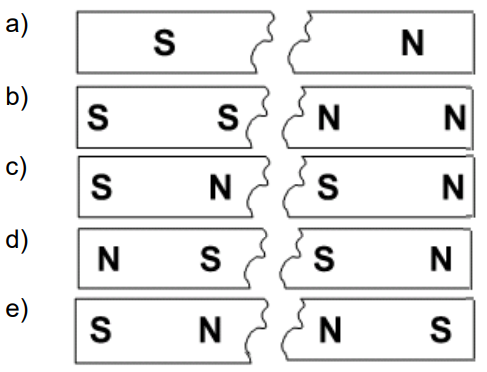 a) S N
b) S S N N
c) S N S N
d) N S S N
e) S N N S